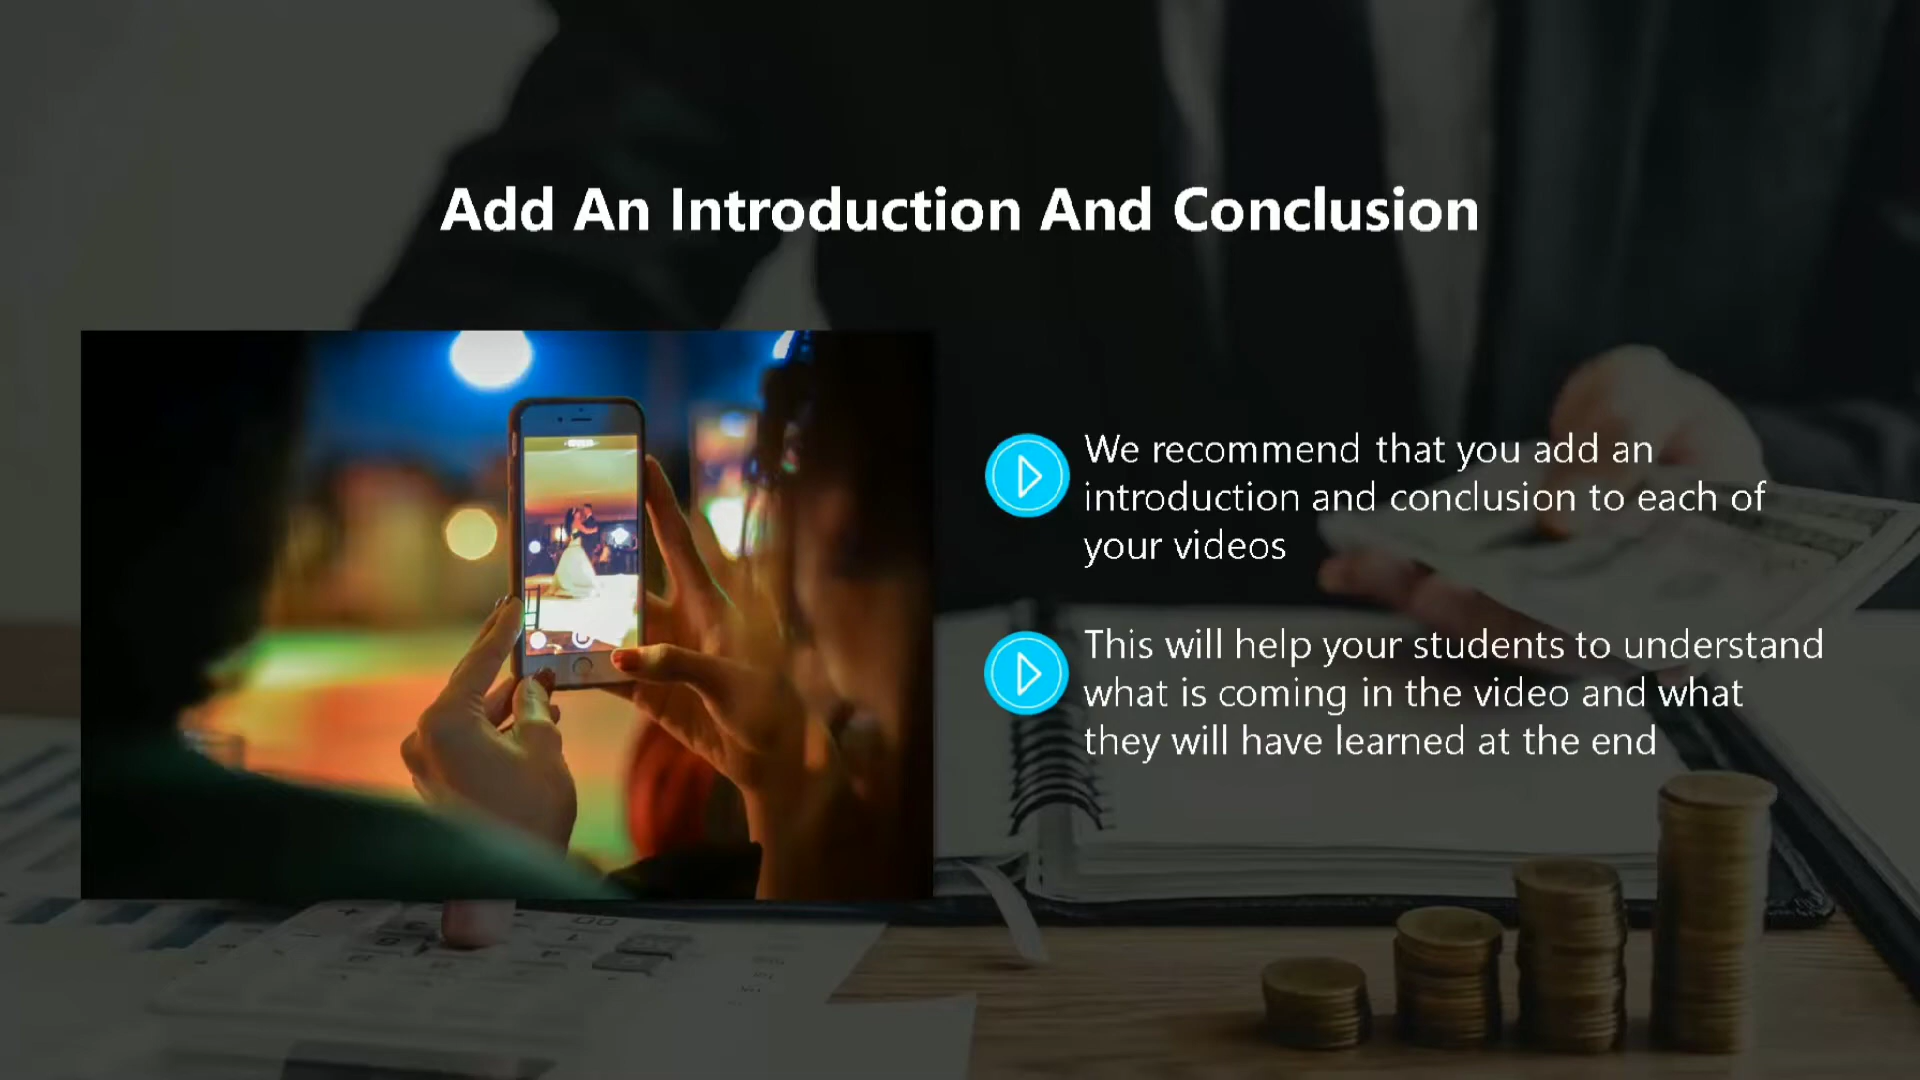 Add An Introduction And Conclusion
We recommend that you add an
introduction and conclusion to each of
your videos
This will help your students to understand
what is coming in the video and what
they will have learned at the end